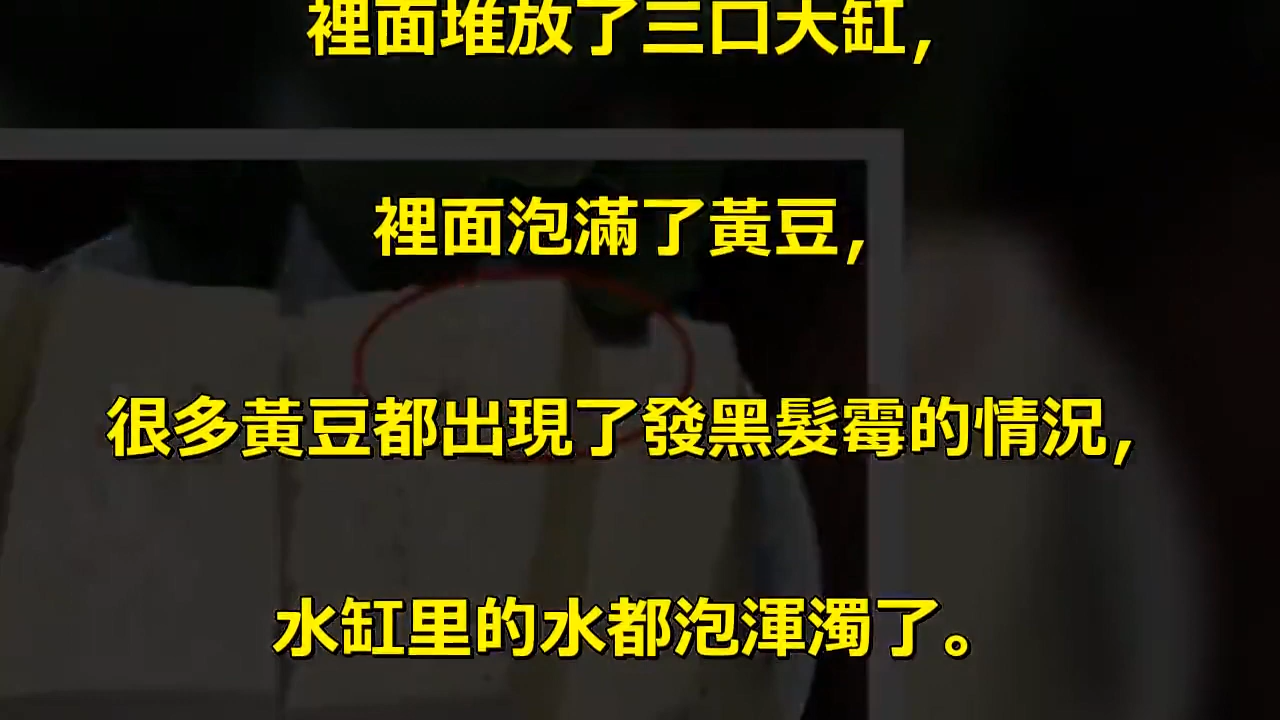 裡面堆放了三口大缸，
裡面泡滿了黃豆，
很多黃豆都出現了發黑髮霉的情況，
水缸里的水都泡渾濁了。